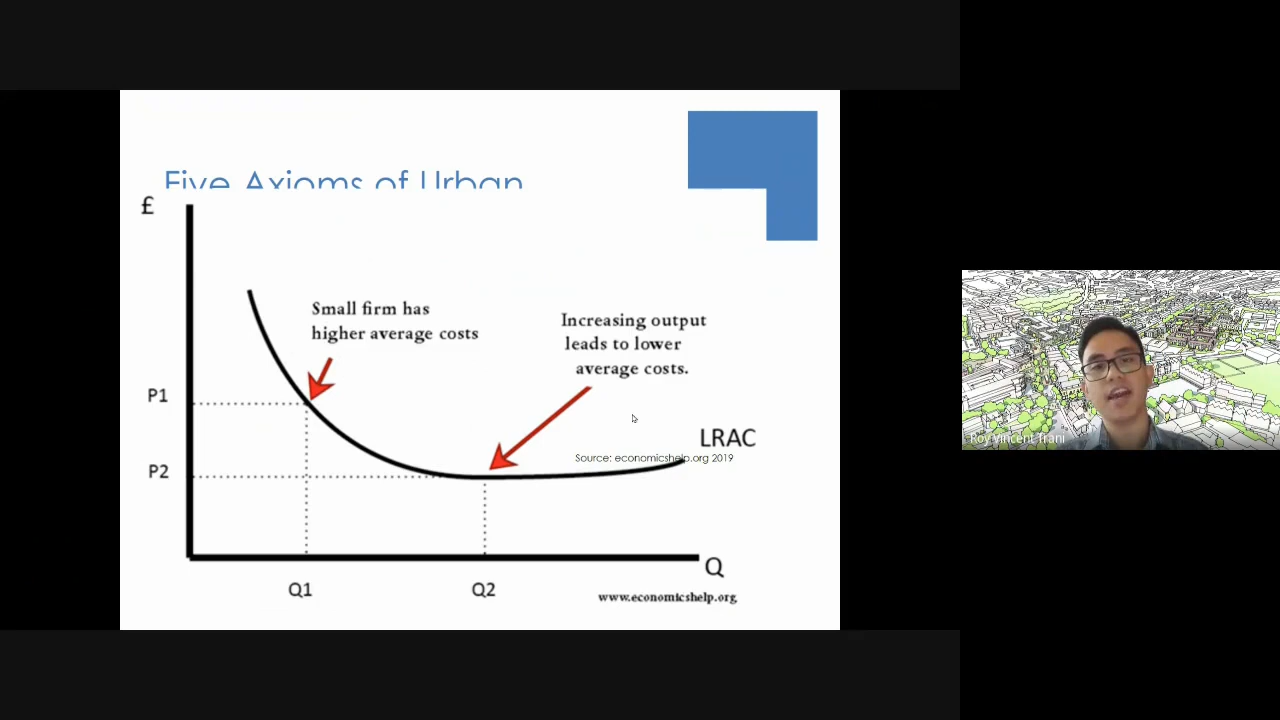 Five Axioms of Urban
£
Small firm has
higher average costs
Increasing output
leads to lower
average costs.
P1
LRAC
Source: economicshelp.org 2019
P2
Q
Q1
Q2
www.economicshelp.org
Roy Vincent Trani